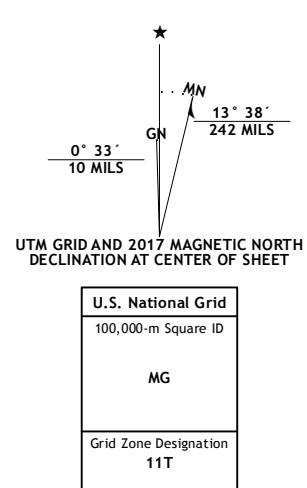 ★
MN
13° 38´
242 MILS
GN
0° 33´
10 MILS
UTM GRID AND 2017 MAGNETIC NORTH
DECLINATION AT CENTER OF SHEET
U.S. National Grid
100,000-m Square ID
MG
Grid Zone Designation
11T